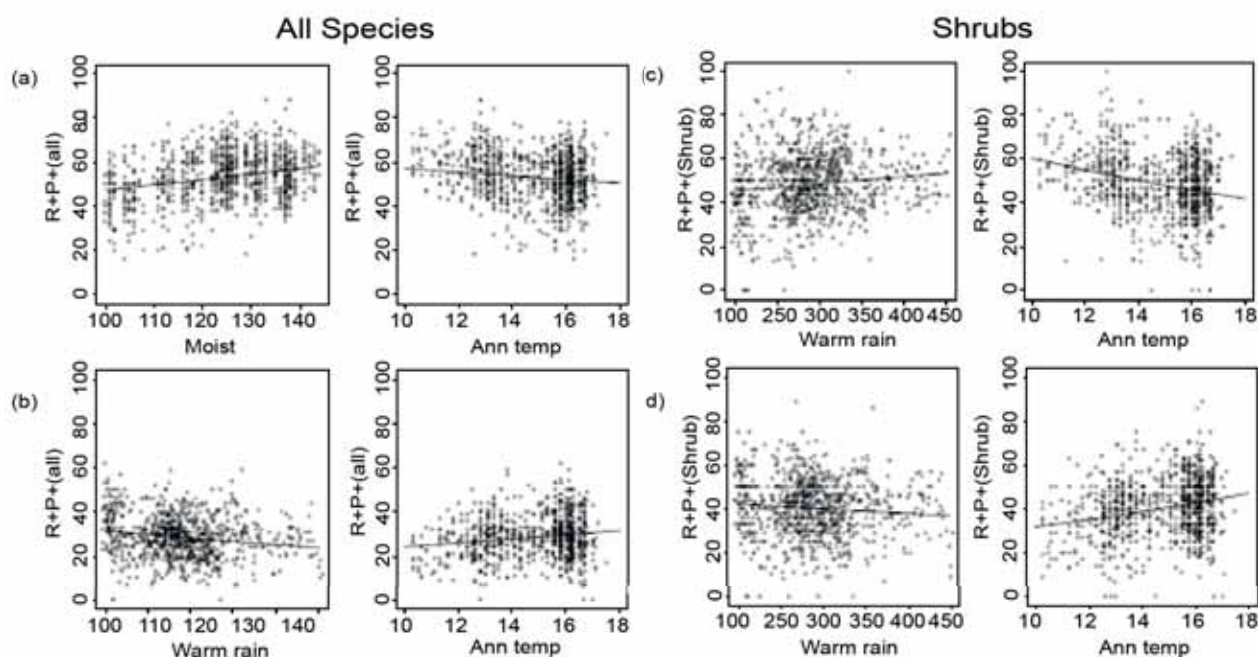 All Species
Shrubs
(a)
R+P+(all)
100
80
60
40
20
0
100 110 120 130 140
Moist
R+P+(all)
100
80
60
40
20
0
10 12 14 16 18
Ann temp
(c)
R+P+(Shrub)
100
80
60
40
20
0
100 250 300 350 400 450
Warm rain
R+P+(Shrub)
100
80
60
40
20
0
10 12 14 16 18
Ann temp
(b)
R+P+(all)
100
80
60
40
20
0
100 110 120 130 140
Warm rain
R+P+(all)
100
80
60
40
20
0
10 12 14 16 18
Ann temp
d)
R+P+(Shrub)
100
80
60
40
20
0
100 250 300 350 400 450
Warm rain
R+P+(Shrub)
100
80
60
40
20
0
10 12 14 16 18
Ann temp